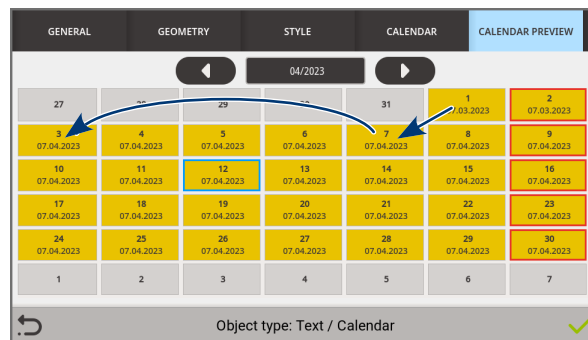 GENERAL GEOMETRY STYLE CALENDAR CALENDAR PREVIEW
04/2023
27 29 31 1 2
07.03.2023 07.03.2023
3 4 5 6 7 8 9
07.04.2023 07.04.2023 07.04.2023 07.04.2023 07.04.2023 07.04.2023 07.04.2023
10 11 12 13 14 15 16
07.04.2023 07.04.2023 07.04.2023 07.04.2023 07.04.2023 07.04.2023 07.04.2023
17 18 19 20 21 22 23
07.04.2023 07.04.2023 07.04.2023 07.04.2023 07.04.2023 07.04.2023 07.04.2023
24 25 26 27 28 29 30
07.04.2023 07.04.2023 07.04.2023 07.04.2023 07.04.2023 07.04.2023 07.04.2023
1 2 3 4 5 6 7
Object type: Text / Calendar